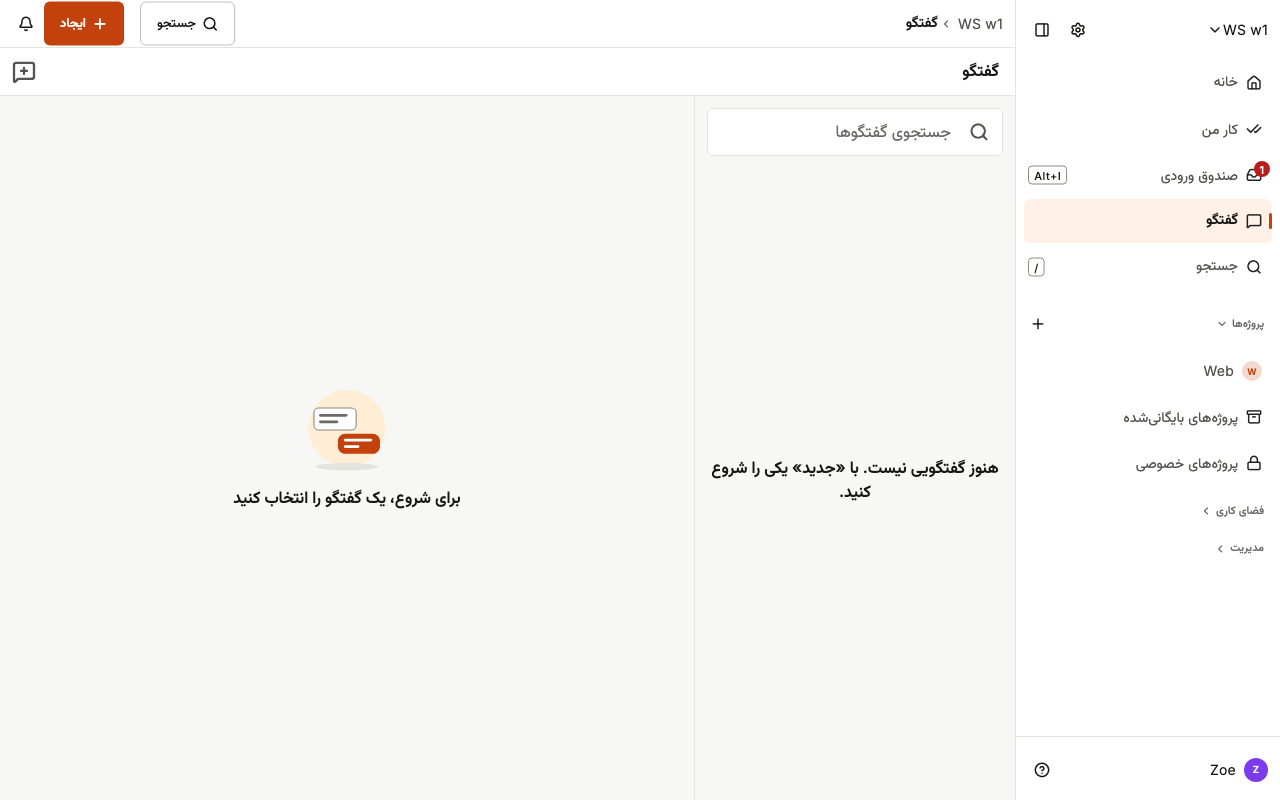 WS w1
خانه
کار من
1
صندوق ورودی
Alt+I
گفتگو
جستجو
/
پروژه‌ها
W
Web
پروژه‌های بایگانی‌شده
پروژه‌های خصوصی
فضای کاری
مدیریت
Z
Zoe
WS w1 › گفتگو
جستجو
ایجاد
گفتگو
جستجوی گفتگوها
هنوز گفتگویی نیست. با «جدید» یکی را شروع
کنید.
برای شروع، یک گفتگو را انتخاب کنید